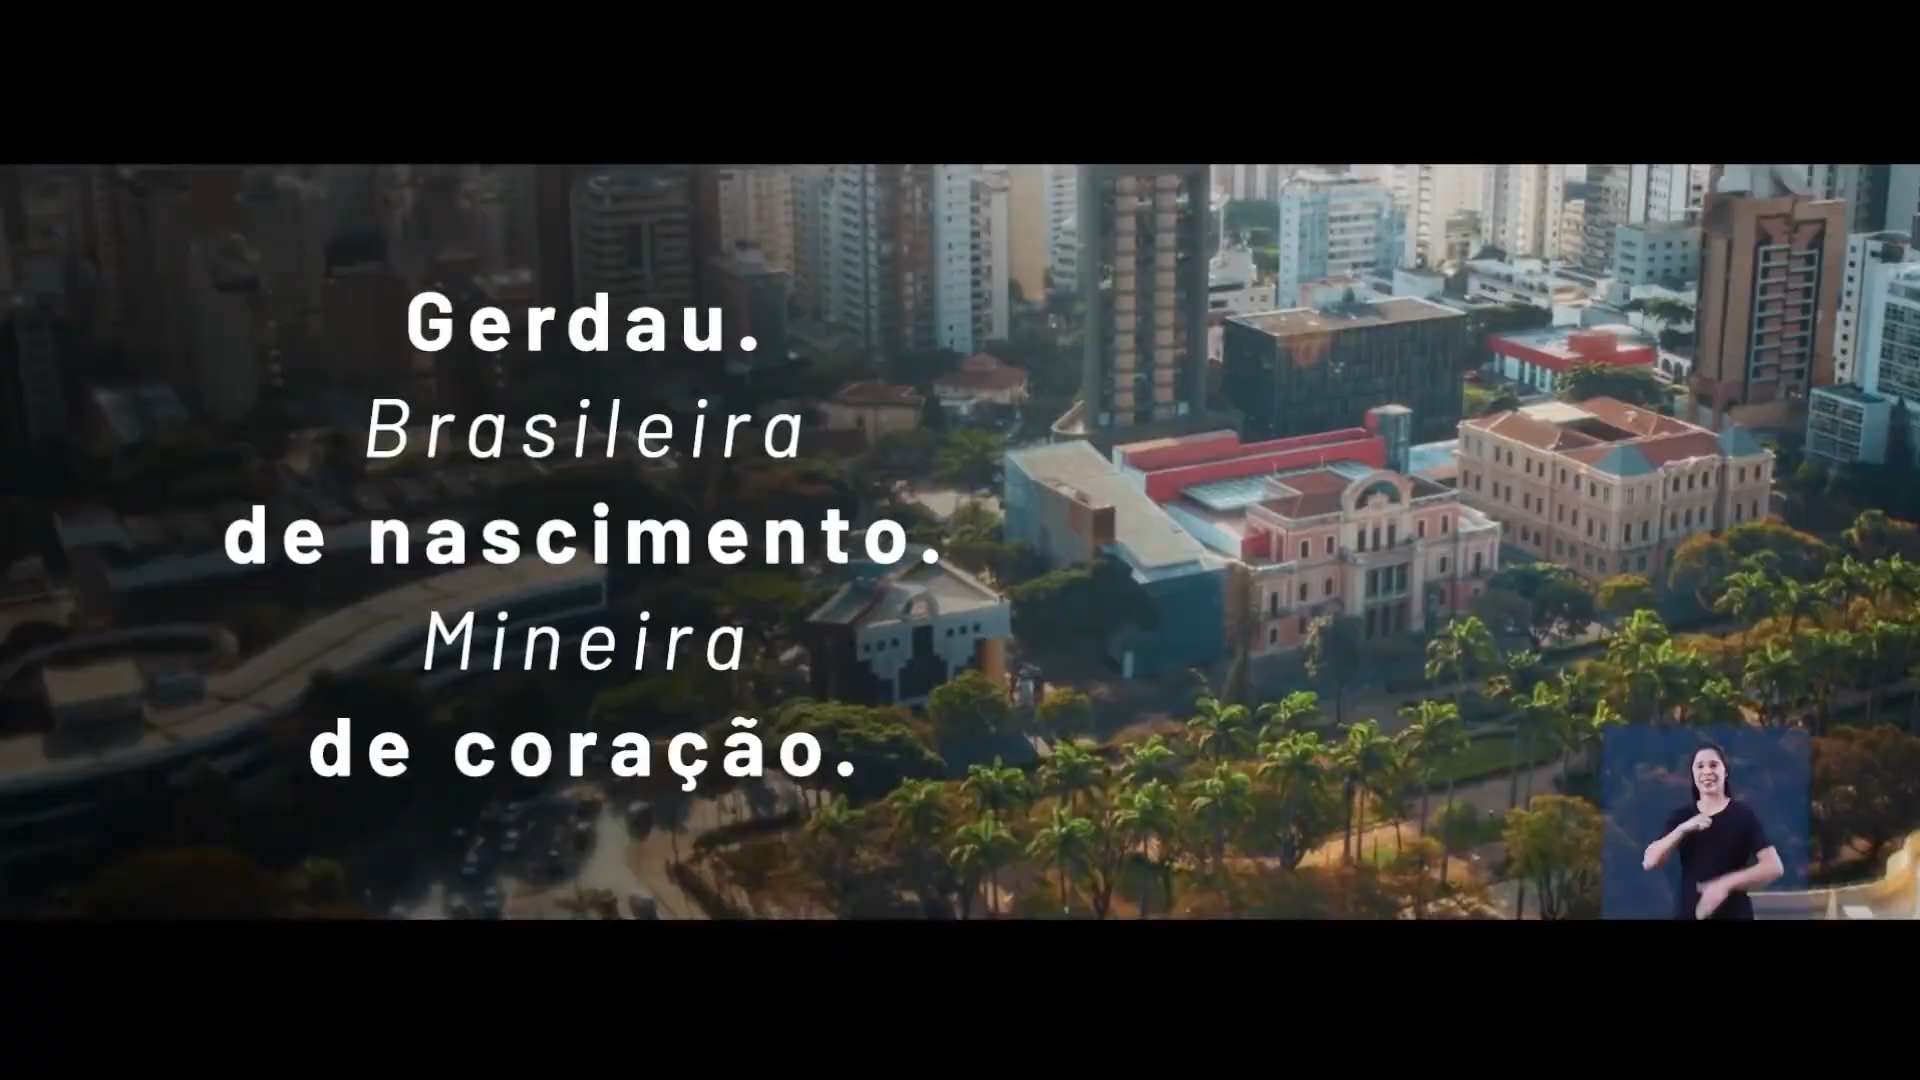 Gerdau.
Brasileira
de nascimento.
Mineira
de coração.